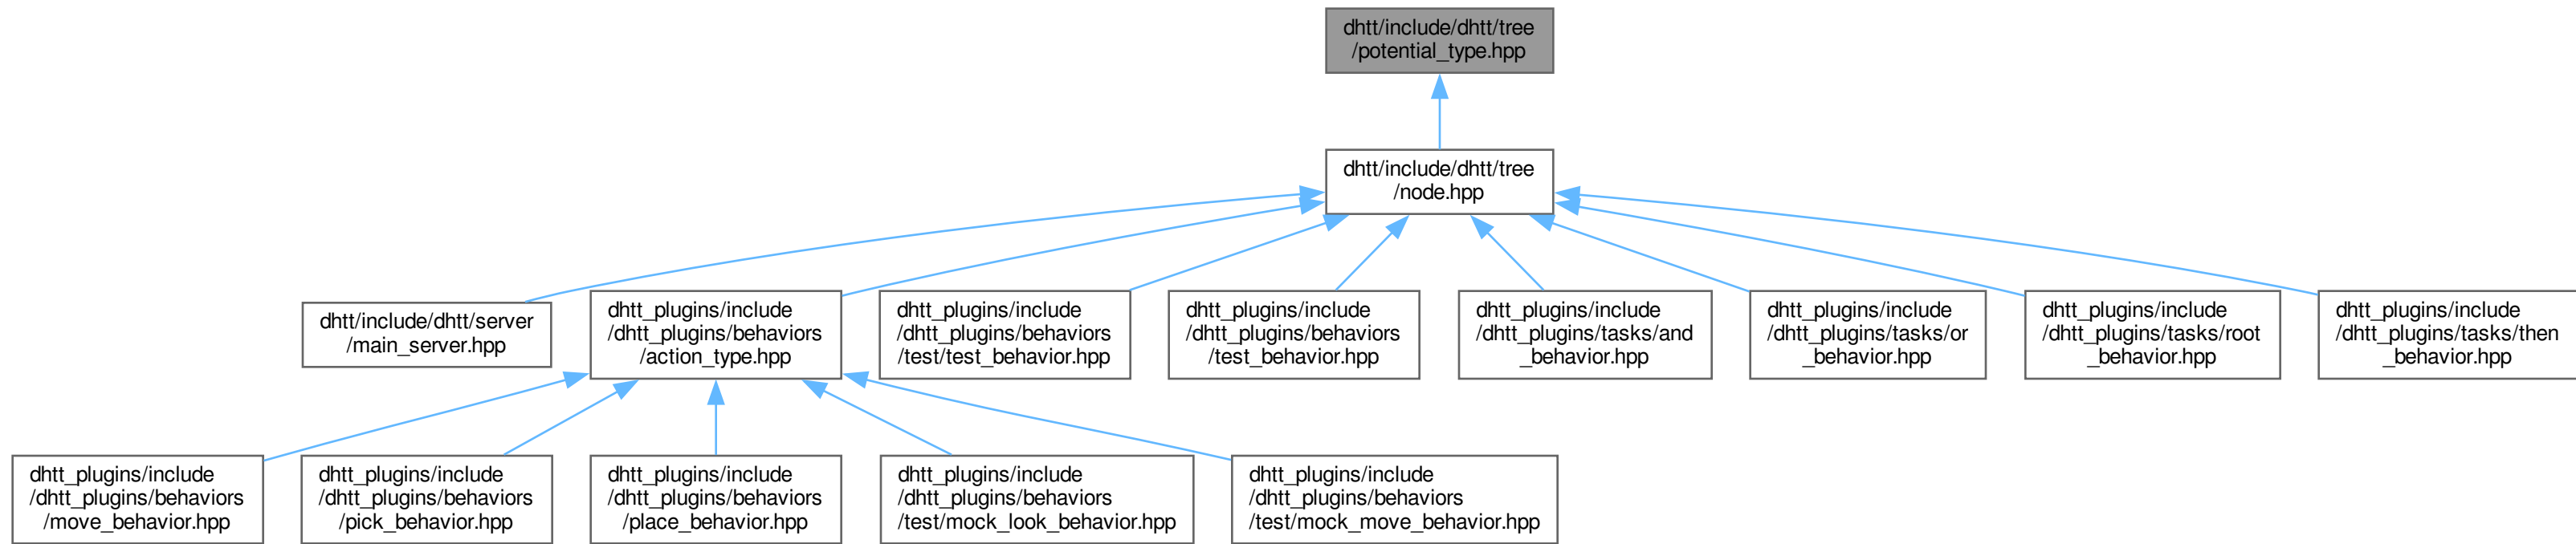 dhtt/include/dhtt/tree
/potential_type.hpp
dhtt/include/dhtt/tree
/node.hpp
dhtt/include/dhtt/server
/main_server.hpp
dhtt_plugins/include
/dhtt_plugins/behaviors
/action_type.hpp
dhtt_plugins/include
/dhtt_plugins/behaviors
/test/test_behavior.hpp
dhtt_plugins/include
/dhtt_plugins/behaviors
/test_behavior.hpp
dhtt_plugins/include
/dhtt_plugins/tasks/and
_behavior.hpp
dhtt_plugins/include
/dhtt_plugins/tasks/or
_behavior.hpp
dhtt_plugins/include
/dhtt_plugins/tasks/root
_behavior.hpp
dhtt_plugins/include
/dhtt_plugins/tasks/then
_behavior.hpp
dhtt_plugins/include
/dhtt_plugins/behaviors
/move_behavior.hpp
dhtt_plugins/include
/dhtt_plugins/behaviors
/pick_behavior.hpp
dhtt_plugins/include
/dhtt_plugins/behaviors
/place_behavior.hpp
dhtt_plugins/include
/dhtt_plugins/behaviors
/test/mock_look_behavior.hpp
dhtt_plugins/include
/dhtt_plugins/behaviors
/test/mock_move_behavior.hpp